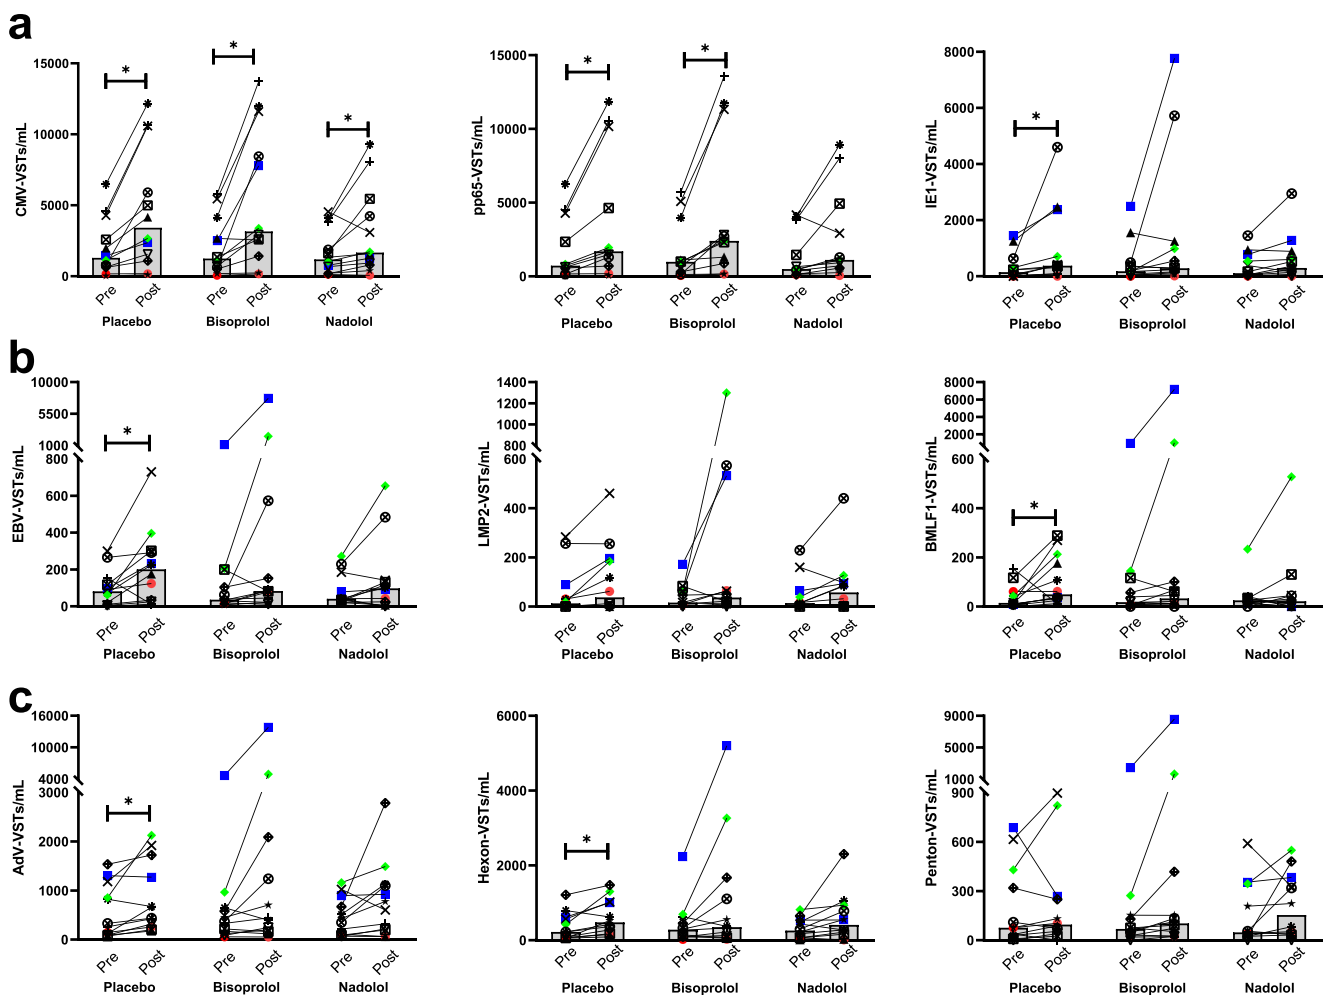 a
CMV-VSTs/mL
15000
10000
5000
0
*
*
*
Pre Post Pre Post Pre Post
Placebo Bisoprolol Nadolol
pp65-VSTs/mL
15000
10000
5000
0
*
*
Pre Post Pre Post Pre Post
Placebo Bisoprolol Nadolol
IE1-VSTs/mL
8000
6000
4000
2000
0
*
Pre Post Pre Post Pre Post
Placebo Bisoprolol Nadolol
b
EBV-VSTs/mL
10000
5500
1000
800
600
400
200
0
*
Pre Post Pre Post Pre Post
Placebo Bisoprolol Nadolol
LMP2-VSTs/mL
1400
1200
1000
800
600
400
200
0
Pre Post Pre Post Pre Post
Placebo Bisoprolol Nadolol
BMLF1-VSTs/mL
8000
6000
4000
2000
600
400
200
0
*
Pre Post Pre Post Pre Post
Placebo Bisoprolol Nadolol
c
AdV-VSTs/mL
16000
10000
4000
3000
2000
1000
0
*
Pre Post Pre Post Pre Post
Placebo Bisoprolol Nadolol
Hexon-VSTs/mL
6000
4000
2000
0
*
Pre Post Pre Post Pre Post
Placebo Bisoprolol Nadolol
Penton-VSTs/mL
9000
5000
1000
900
600
300
0
Pre Post Pre Post Pre Post
Placebo Bisoprolol Nadolol